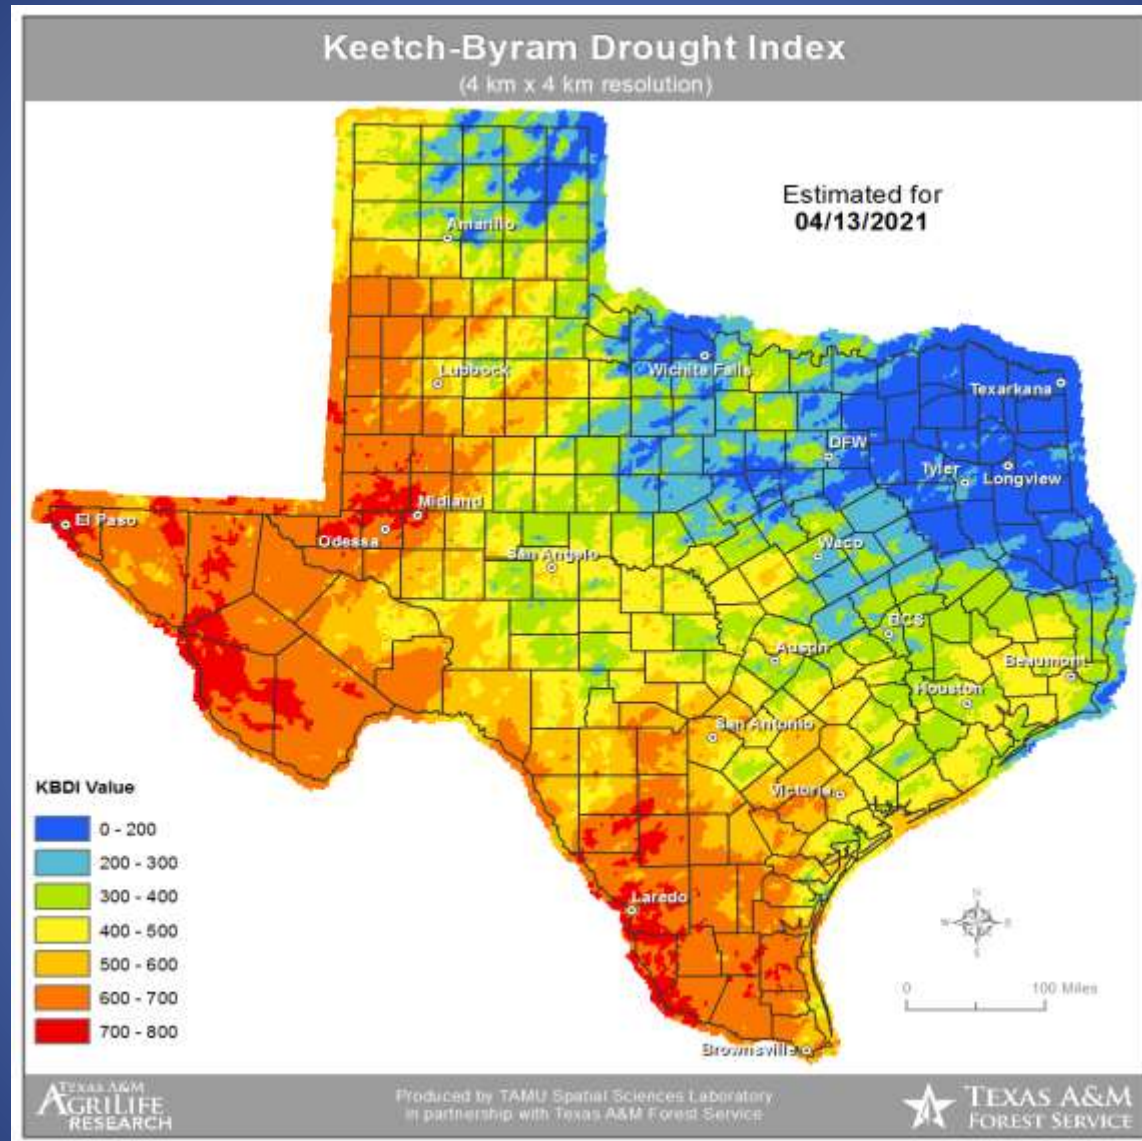 Keetch-Byram Drought Index
(4 km x 4 km resolution)
Estimated for
04/13/2021
Amarillo
Lubbock
Wichita Falls
Texarkana
DFW
Tyler
Longview
Midland
El Paso
Odessa
San Angelo
Waco
BCS
Austin
Beaumont
Houston
San Antonio
Victoria
Laredo
Brownsville
KBDI Value
0 - 200
200 - 300
300 - 400
400 - 500
500 - 600
600 - 700
700 - 800
N
W
E
S
0
100 Miles
TEXAS A&M
AGRILIFE
RESEARCH
Produced by TAMU Spatial Sciences Laboratory
in partnership with Texas A&M Forest Service
TEXAS A&M
FOREST SERVICE